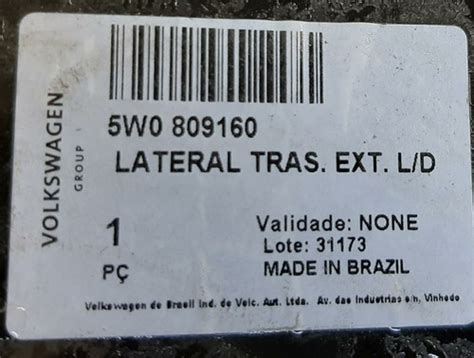 VOLKSWAGEN
GROUP
5W0 809160
LATERAL TRAS. EXT. L/D
1
PÇ
Validade: NONE
Lote: 31173
MADE IN BRAZIL
Volkswagen do Brasil Ind. de Veíc. Aut. Ltda. Av. das Industrias s/n, Vinhedo